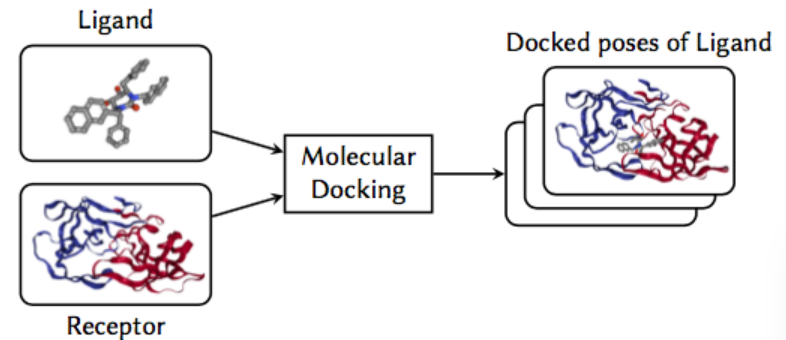 Ligand
Receptor
Molecular
Docking
Docked poses of Ligand